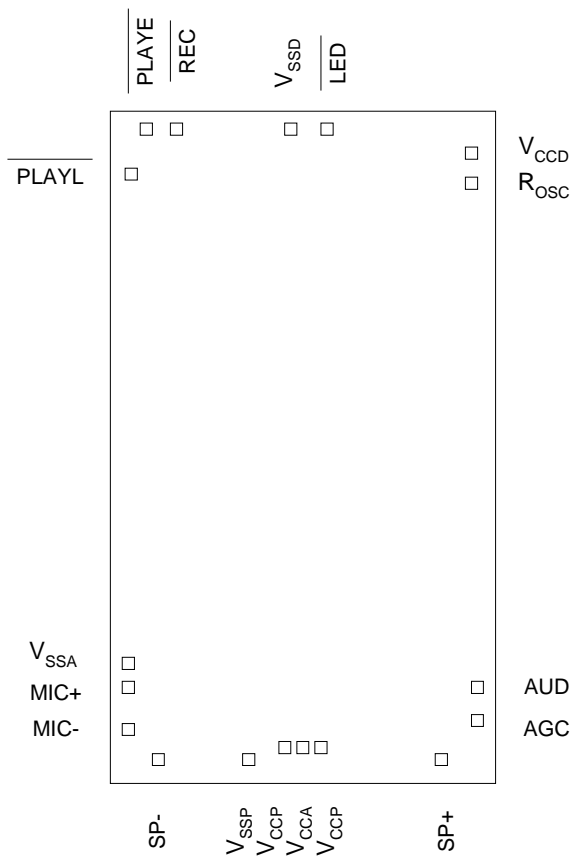 PLAYE
REC
VSSD
LED
VCCD
PLAYL
ROSC
VSSA
MIC+
AUD
MIC-
AGC
SP-
VSSP
VCCP
VCCA
VCCP
SP+